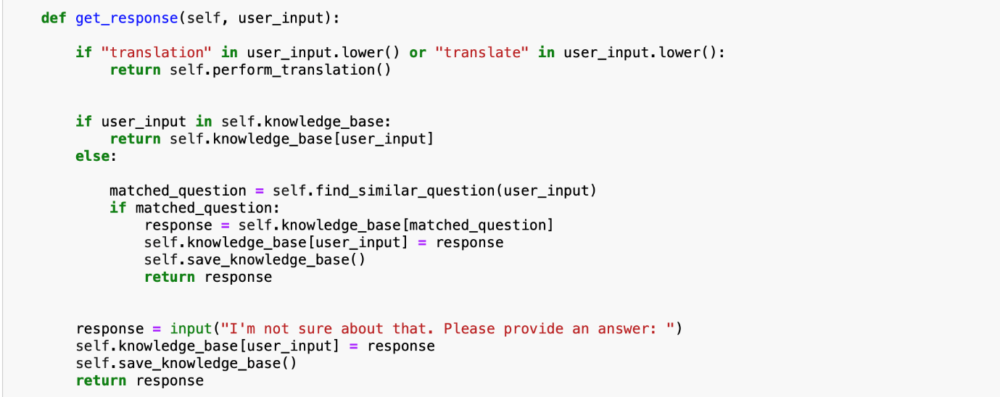 def get_response(self, user_input):
if "translation" in user_input.lower() or "translate" in user_input.lower():
return self.perform_translation()
if user_input in self.knowledge_base:
return self.knowledge_base[user_input]
else:
matched_question = self.find_similar_question(user_input)
if matched_question:
response = self.knowledge_base[matched_question]
self.knowledge_base[user_input] = response
self.save_knowledge_base()
return response
response = input("I'm not sure about that. Please provide an answer: ")
self.knowledge_base[user_input] = response
self.save_knowledge_base()
return response